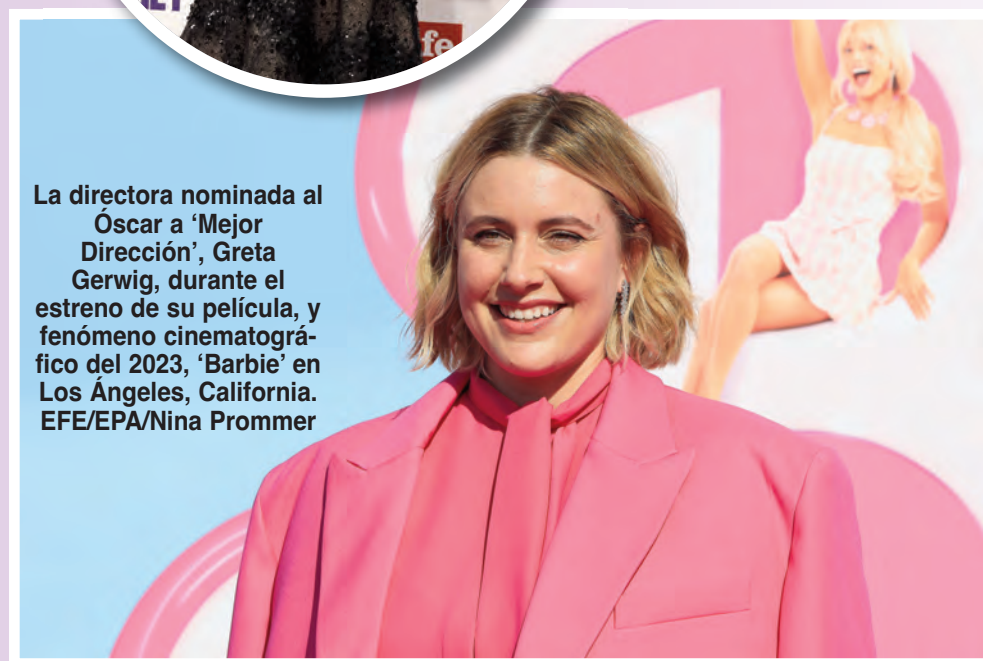 fe
La directora nominada al
Óscar a ‘Mejor
Dirección’, Greta
Gerwig, durante el
estreno de su película, y
fenómeno cinematográ-
fico del 2023, ‘Barbie’ en
Los Ángeles, California.
EFE/EPA/Nina Prommer